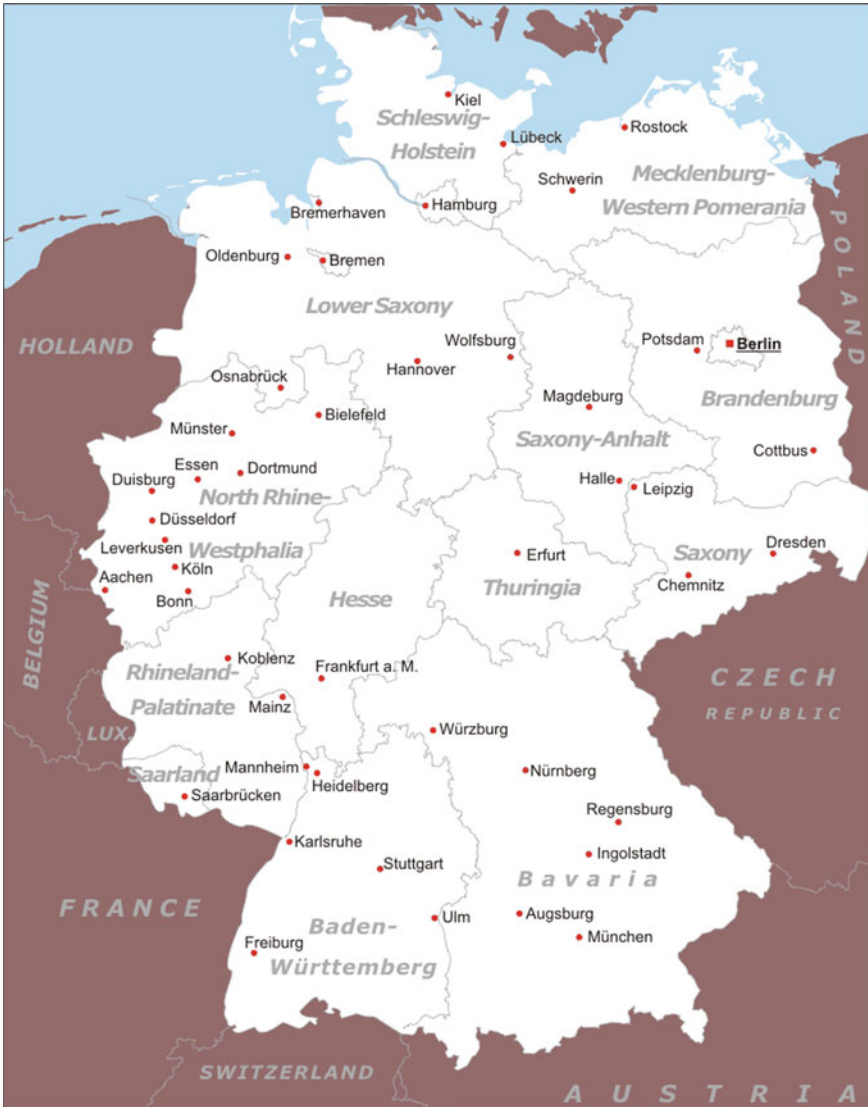 Kiel
Schleswig-
Holstein
Lübeck
Rostock
Schwerin
Mecklenburg-
Western Pomerania
Bremerhaven
Hamburg
Oldenburg
Bremen
Lower Saxony
POLAND
HOLLAND
Wolfsburg
Hannover
Potsdam
Berlin
Osnabrück
Bielefeld
Magdeburg
Brandenburg
Münster
Saxony-Anhalt
Cottbus
Essen
Dortmund
Duisburg
North Rhine-
Westphalia
Halle
Leipzig
Düsseldorf
Leverkusen
Köln
Aachen
Bonn
Erfurt
Thuringia
Saxony
Dresden
Chemnitz
Hesse
BELGIUM
Koblenz
Rhineland-
Palatinate
Frankfurt a. M.
Mainz
LUX.
CZECH
REPUBLIC
Würzburg
Saarland
Mannheim
Heidelberg
Nürnberg
Saarbrücken
Regensburg
Karlsruhe
Ingolstadt
Stuttgart
Bavaria
FRANCE
Ulm
Augsburg
Baden-
Württemberg
München
Freiburg
SWITZERLAND
AUSTRIA